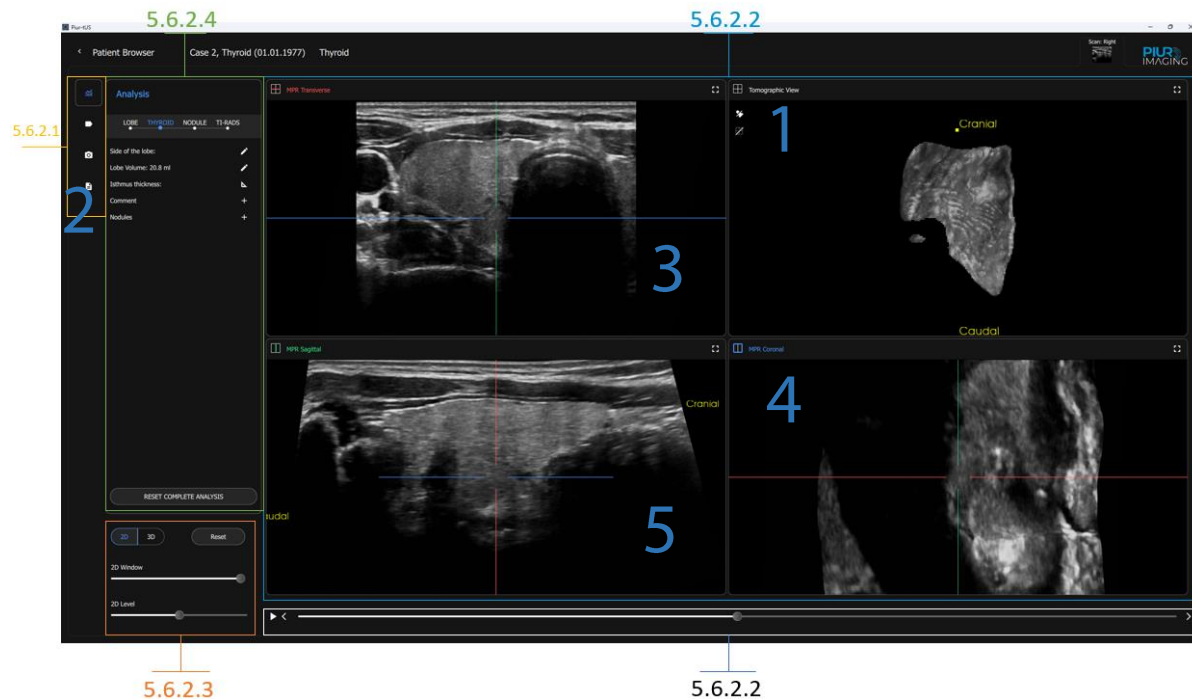 5.6.2.4
5.6.2.2
Piur-tUS
Patient Browser
Case 2, Thyroid (01.01.1977)
Thyroid
Scan: Right
PIUR
IMAGING
5.6.2.1
Analysis
LOBE
THYROID
NODULE
TI-RADS
Side of the lobe:
Lobe Volume: 20.8 ml
Isthmus thickness:
Comment
Nodules
2
MPR Transverse
3
Tomographic View
1
Cranial
Caudal
RESET COMPLETE ANALYSIS
MPR Sagittal
Cranial
audal
5
MPR Coronal
4
2D
3D
Reset
2D Window
2D Level
5.6.2.3
5.6.2.2